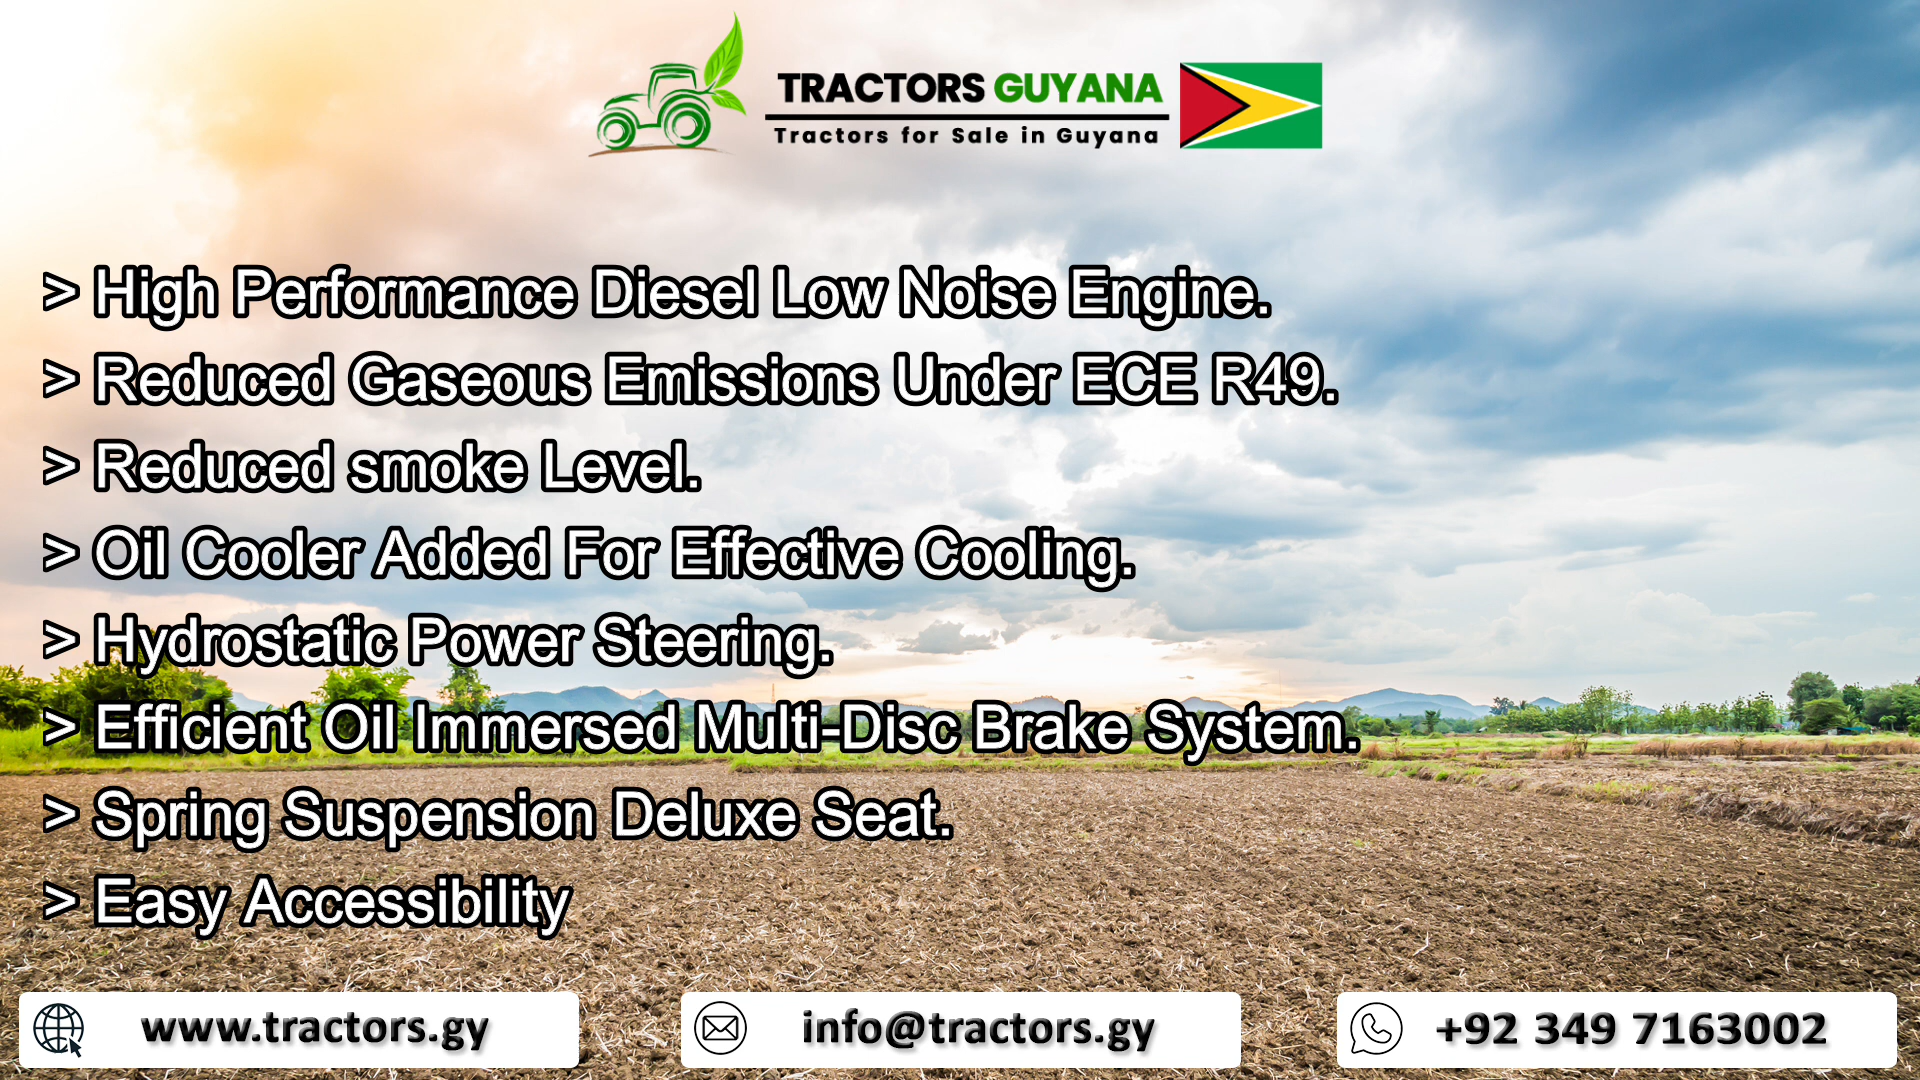 TRACTORS GUYANA
Tractors for Sale in Guyana
> High Performance Diesel Low Noise Engine.
> Reduced Gaseous Emissions Under ECE R49.
> Reduced smoke Level.
> Oil Cooler Added For Effective Cooling.
> Hydrostatic Power Steering.
> Efficient Oil Immersed Multi-Disc Brake System.
> Spring Suspension Deluxe Seat.
> Easy Accessibility
www.tractors.gy
info@tractors.gy
+92 349 7163002